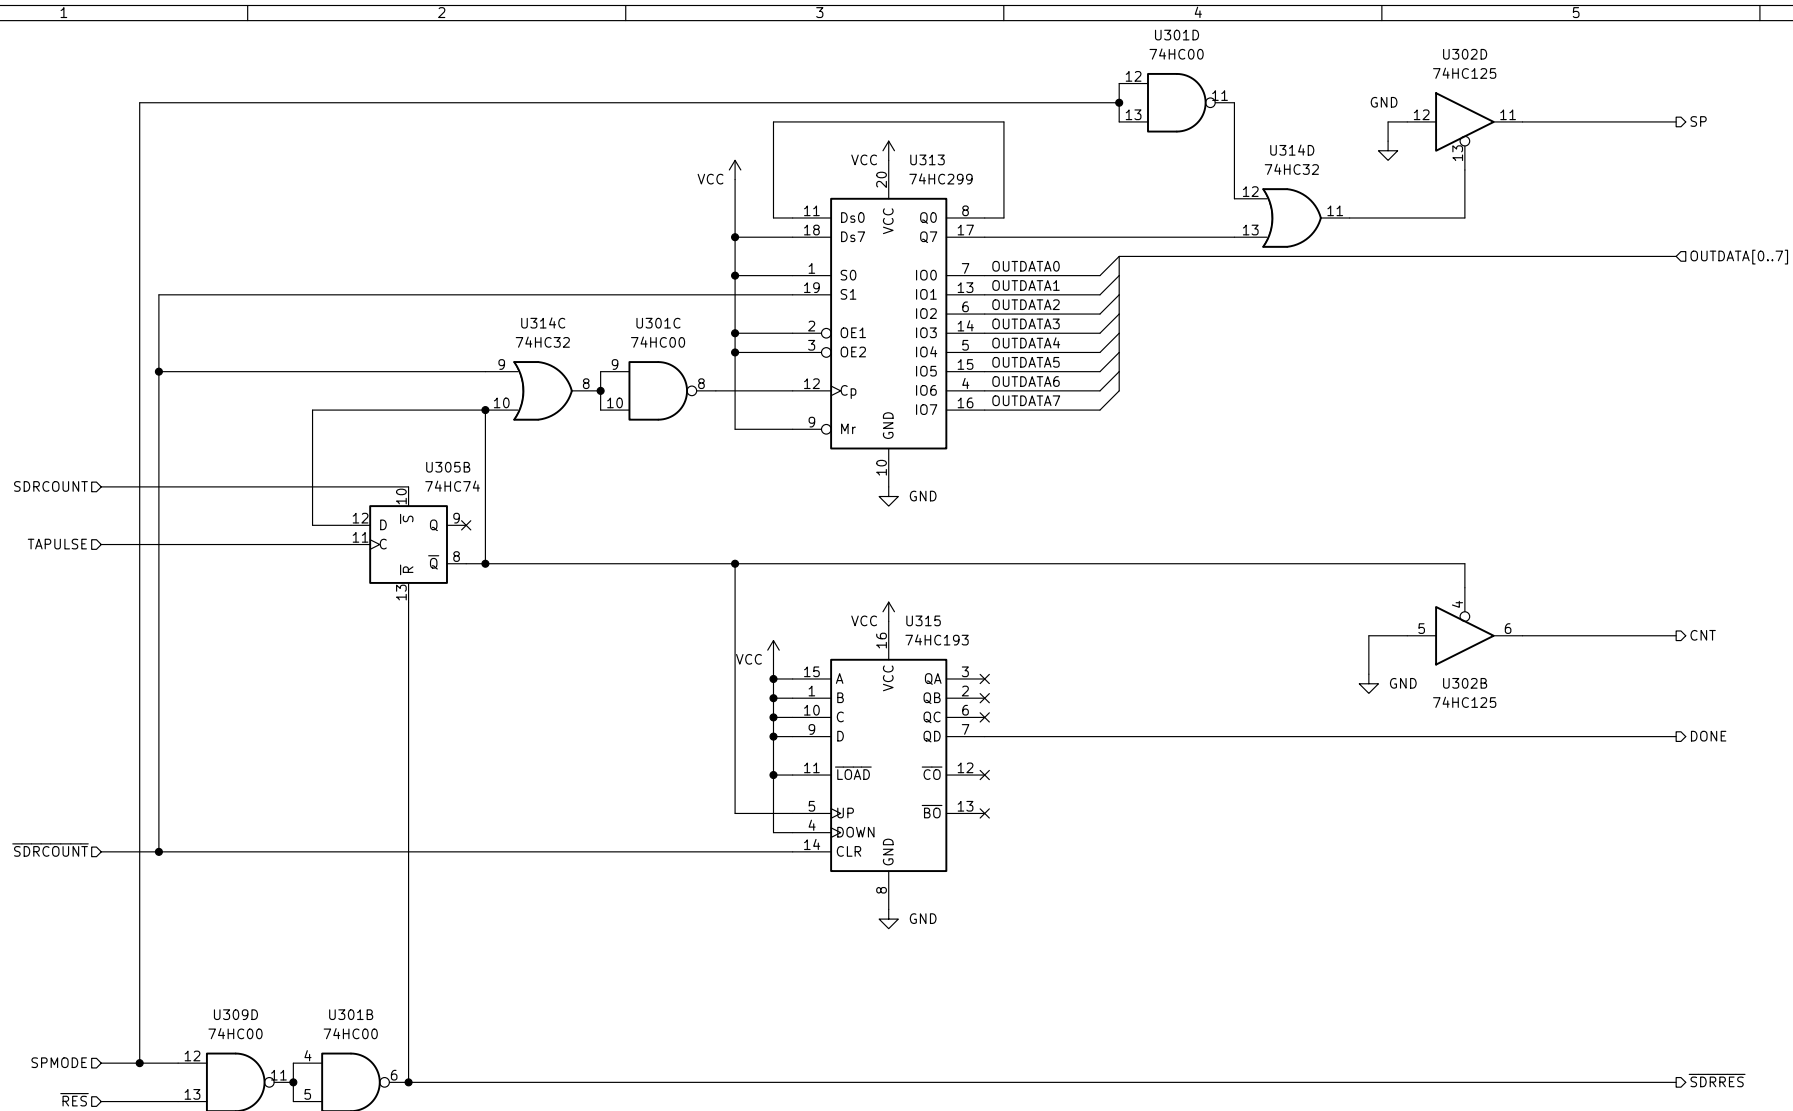 1 2 3 4 5
U301D
74HC00
12
13
11
U302D
74HC125
GND
12
11
13
SP
U314D
74HC32
12
13
11
VCC
VCC
20
U313
74HC299
11 Ds0 VCC Q0 8
18 Ds7 Q7 17
1 S0 IO0 7 OUTDATA0
19 S1 IO1 13 OUTDATA1
IO2 6 OUTDATA2
2 OE1 IO3 14 OUTDATA3
3 OE2 IO4 5 OUTDATA4
IO5 15 OUTDATA5
12 Cp IO6 4 OUTDATA6
IO7 16 OUTDATA7
9 Mr GND
10
GND
OUTDATA[0..7]
U314C
74HC32
9
10
8
U301C
74HC00
9
10
8
SDRCOUNT
U305B
74HC74
10
12 D S Q 9
TAPULSE
11 C
R Q 8
13
VCC
VCC
16
U315
74HC193
15 A VCC QA 3
1 B QB 2
10 C QC 6
9 D QD 7
11 LOAD CO 12
5 UP BO 13
4 DOWN
14 CLR GND
8
GND
4
5
6
CNT
GND
U302B
74HC125
DONE
SDRCOUNT
U309D
74HC00
U301B
74HC00
SPMODE
12
13
11
4
5
6
RES
SDRRES